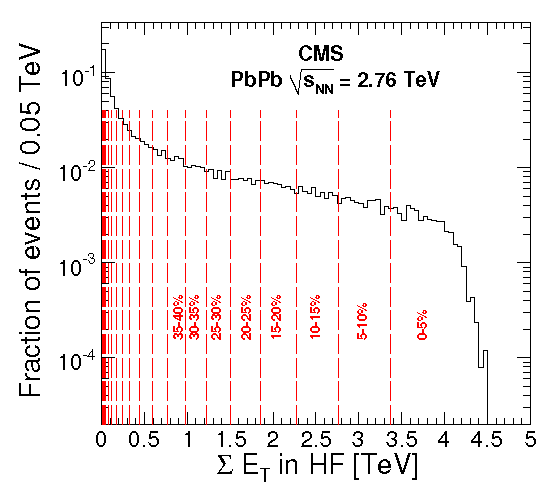 CMS
PbPb √s_NN = 2.76 TeV
Fraction of events / 0.05 TeV
10^-1
10^-2
10^-3
10^-4
35-40%
30-35%
25-30%
20-25%
15-20%
10-15%
5-10%
0-5%
0 0.5 1 1.5 2 2.5 3 3.5 4 4.5 5
Σ E_T in HF [TeV]